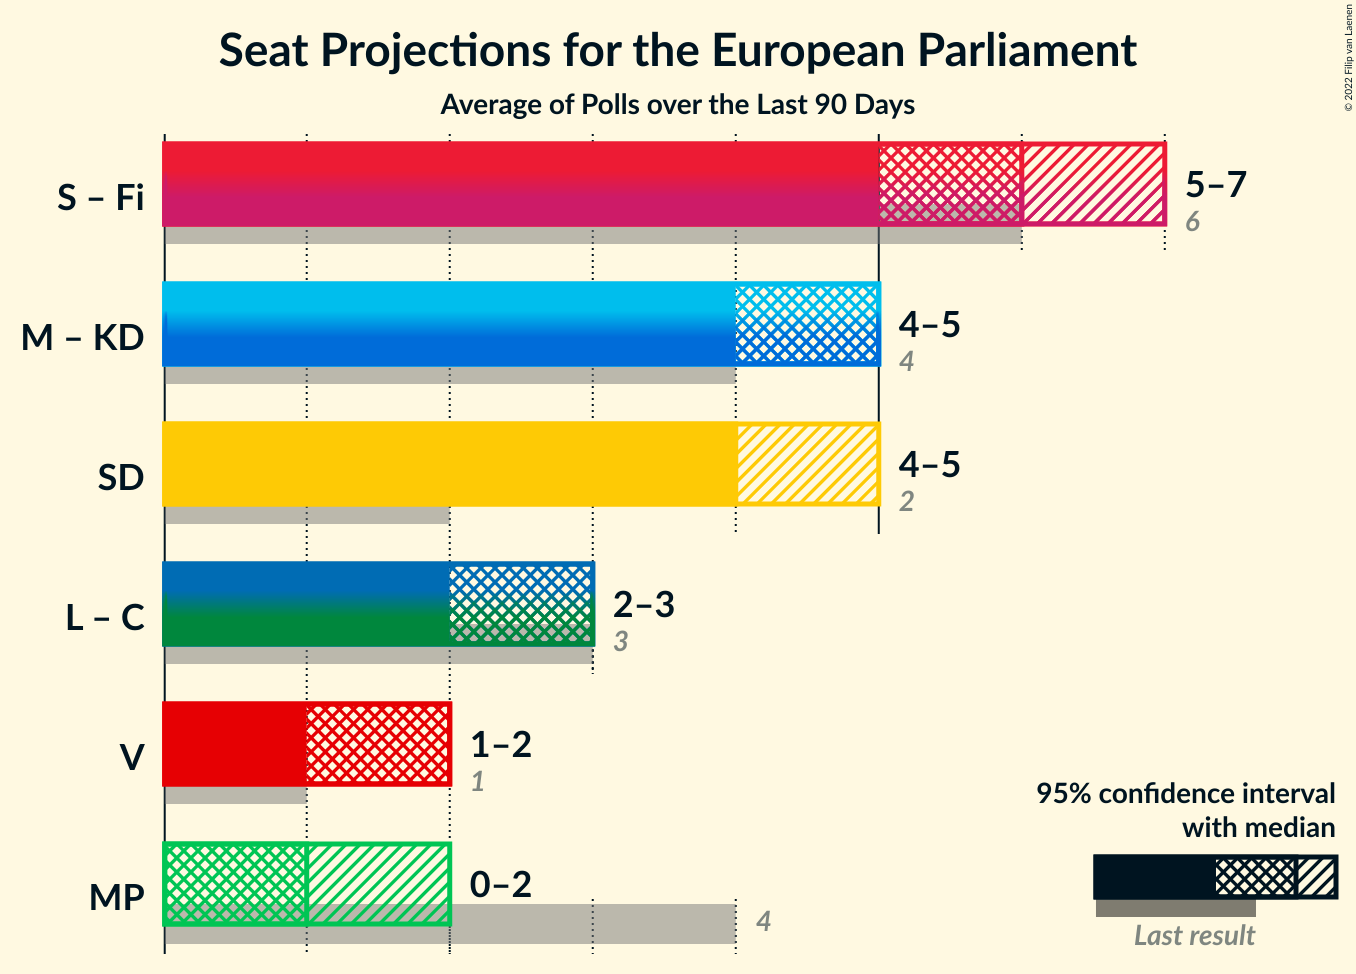 Seat Projections for the European Parliament
Average of Polls over the Last 90 Days
© 2022 Filip van Laenen
S – Fi
5–7
6
M – KD
4–5
4
SD
4–5
2
L – C
2–3
3
V
1–2
1
MP
0–2
4
95% confidence interval
with median
Last result